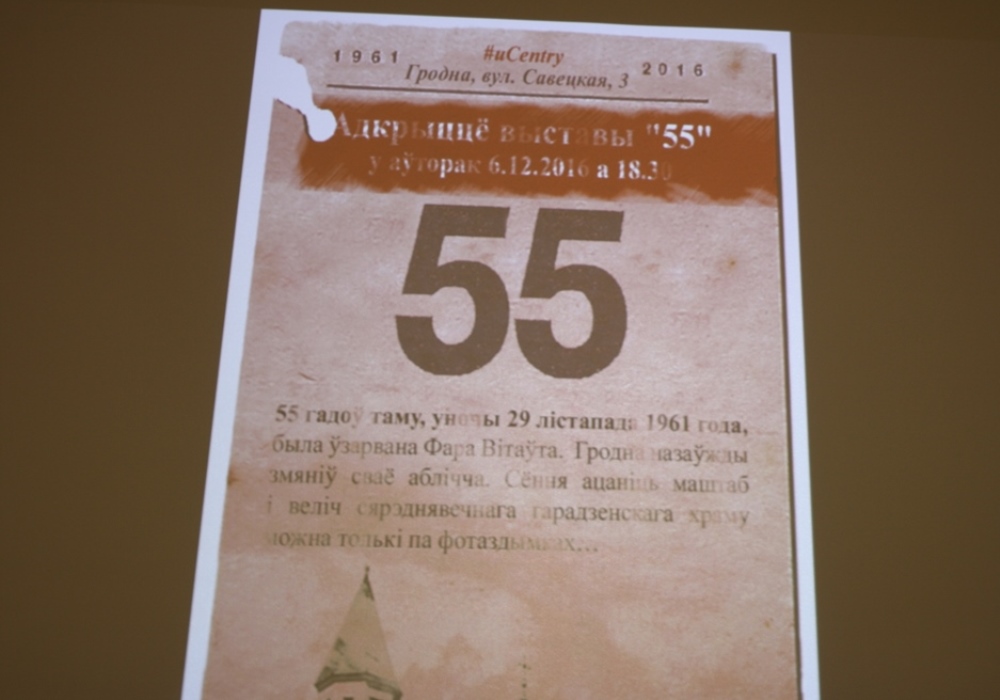 1961 #uCentry 2016
Гродна, вул. Савецкая, 3
Адкрыццё выставы "55"
у аўторак 6.12.2016 а 18.30
55
55 гадоў таму, уначы 29 лістапада 1961 года,
была ўзарвана Фара Вітаўта. Гродна назаўжды
змяніў сваё аблічча. Сёння ацаніць маштаб
і веліч сярэднявечнага гарадзенскага храму
можна толькі па фотаздымках...